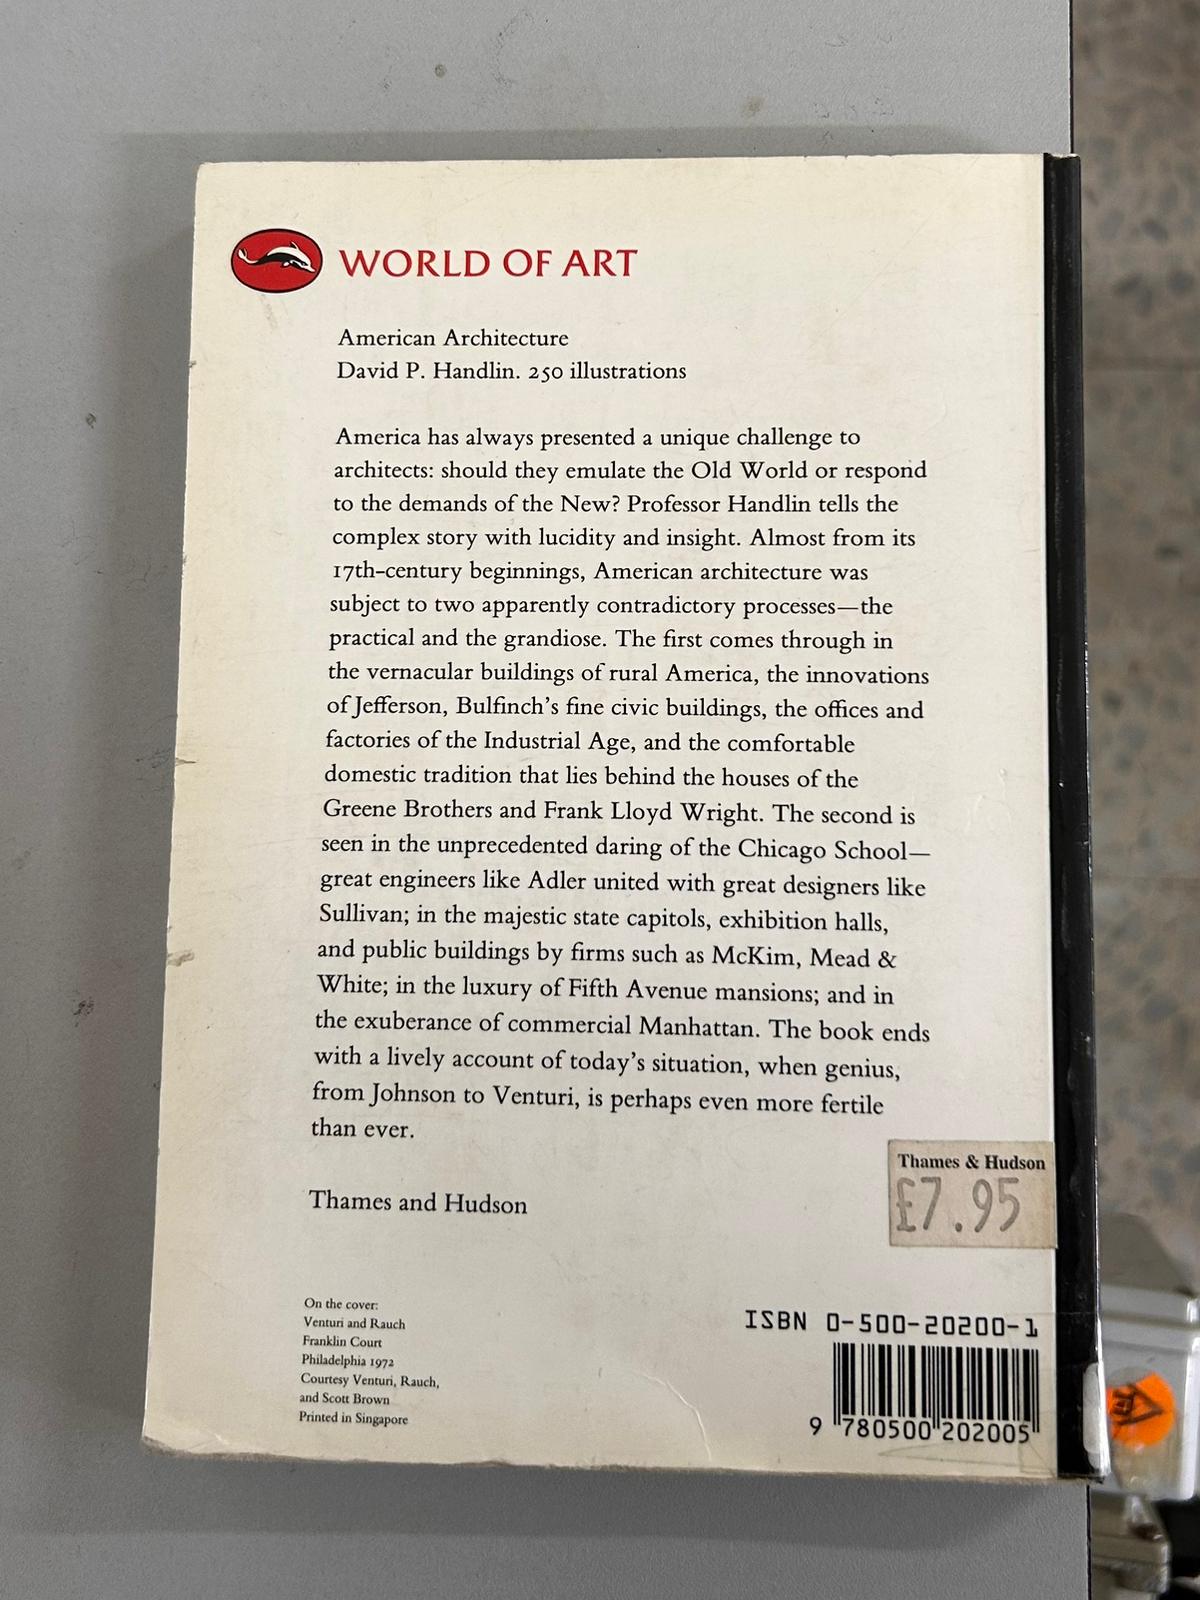 WORLD OF ART
American Architecture
David P. Handlin. 250 illustrations
America has always presented a unique challenge to
architects: should they emulate the Old World or respond
to the demands of the New? Professor Handlin tells the
complex story with lucidity and insight. Almost from its
17th-century beginnings, American architecture was
subject to two apparently contradictory processes—the
practical and the grandiose. The first comes through in
the vernacular buildings of rural America, the innovations
of Jefferson, Bulfinch's fine civic buildings, the offices and
factories of the Industrial Age, and the comfortable
domestic tradition that lies behind the houses of the
Greene Brothers and Frank Lloyd Wright. The second is
seen in the unprecedented daring of the Chicago School—
great engineers like Adler united with great designers like
Sullivan; in the majestic state capitols, exhibition halls,
and public buildings by firms such as McKim, Mead &
White; in the luxury of Fifth Avenue mansions; and in
the exuberance of commercial Manhattan. The book ends
with a lively account of today's situation, when genius,
from Johnson to Venturi, is perhaps even more fertile
than ever.
Thames & Hudson
£7.95
Thames and Hudson
On the cover:
Venturi and Rauch
Franklin Court
Philadelphia 1972
Courtesy Venturi, Rauch,
and Scott Brown
Printed in Singapore
ISBN 0-500-20200-1
9 780500 202005